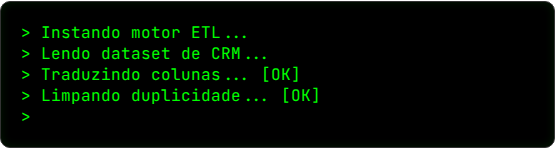 > Instando motor ETL...
> Lendo dataset de CRM...
> Traduzindo colunas... [OK]
> Limpando duplicidade... [OK]
>